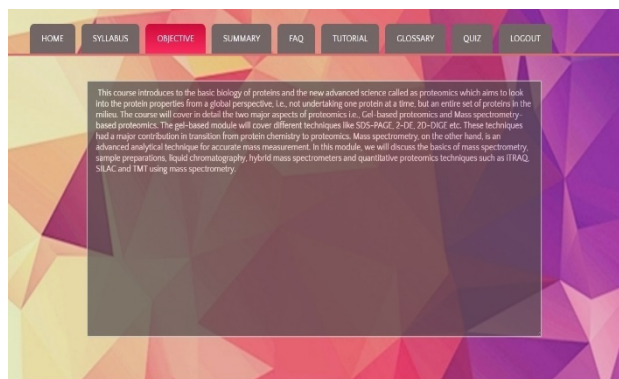 HOME SYLLABUS OBJECTIVE SUMMARY FAQ TUTORIAL GLOSSARY QUIZ LOGOUT
This course introduces to the basic biology of proteins and the new advanced science called as proteomics which aims to look
into the protein properties from a global perspective, i.e., not undertaking one protein at a time, but an entire set of proteins in the
milieu. The course will cover in detail the two major aspects of proteomics i.e., Gel-based proteomics and Mass spectrometry-
based proteomics. The gel-based module will cover different techniques like SDS-PAGE, 2-DE, 2D-DIGE etc. These techniques
had a major contribution in transition from protein chemistry to proteomics. Mass spectrometry, on the other hand, is an
advanced analytical technique for accurate mass measurement. In this module, we will discuss the basics of mass spectrometry,
sample preparations, liquid chromatography, hybrid mass spectrometers and quantitative proteomics techniques such as iTRAQ,
SILAC and TMT using mass spectrometry.